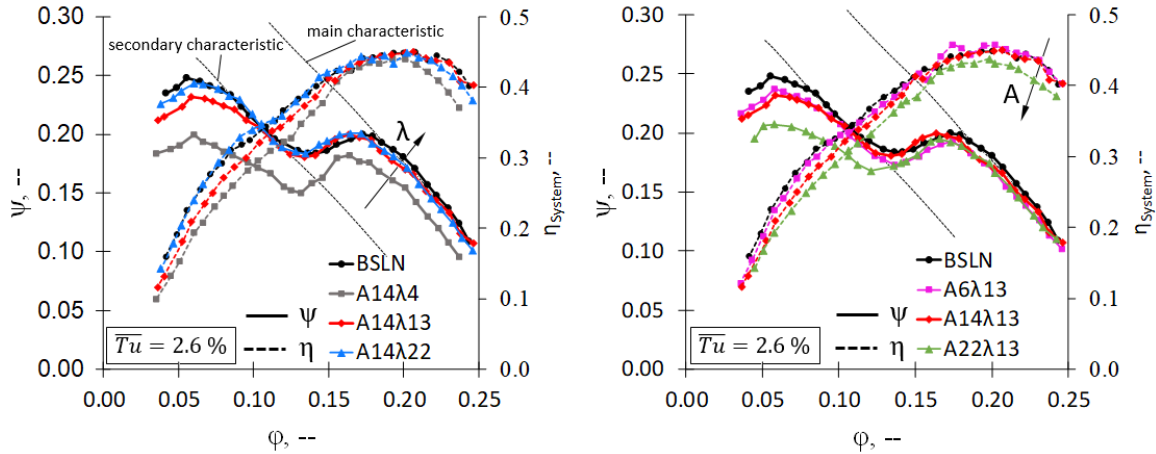 0.30
0.25
0.20
0.15
0.10
0.05
0.00
ψ, --
secondary characteristic
main characteristic
λ
BSLN
A14λ4
ψ
A14λ13
η
A14λ22
Tu = 2.6 %
0.5
0.4
0.3
0.2
0.1
0.0
ηSystem, --
0.00 0.05 0.10 0.15 0.20 0.25
φ, --
0.30
0.25
0.20
0.15
0.10
0.05
0.00
ψ, --
A
BSLN
A6λ13
ψ
A14λ13
η
A22λ13
Tu = 2.6 %
0.5
0.4
0.3
0.2
0.1
0.0
ηSystem, --
0.00 0.05 0.10 0.15 0.20 0.25
φ, --